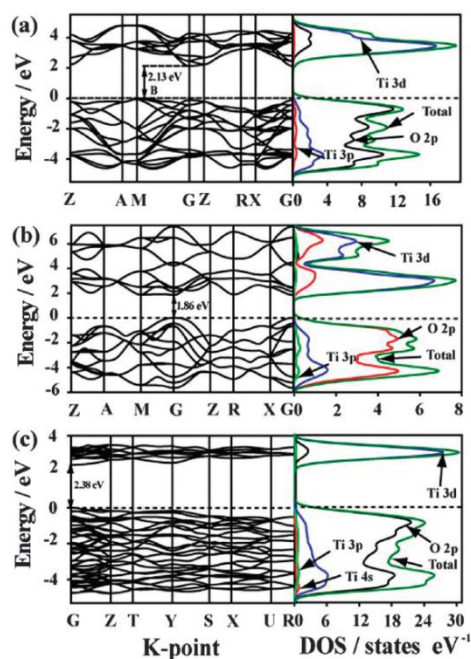 (a)
Energy / eV
4
2
0
-2
-4
2.13 eV
B
Ti 3d
Total
O 2p
Ti 3p
Z A M G Z R X G 0 4 8 12 16
(b)
Energy / eV
6
4
2
0
-2
-4
-6
1.86 eV
Ti 3d
O 2p
Ti 3p
Total
Z A M G Z R X G 0 2 4 6 8
(c)
Energy / eV
4
2
0
-2
-4
2.38 eV
Ti 3d
Ti 3p
O 2p
Total
Ti 4s
G Z T Y S X U R 0 6 12 18 24 30
K-point
DOS / states eV⁻¹